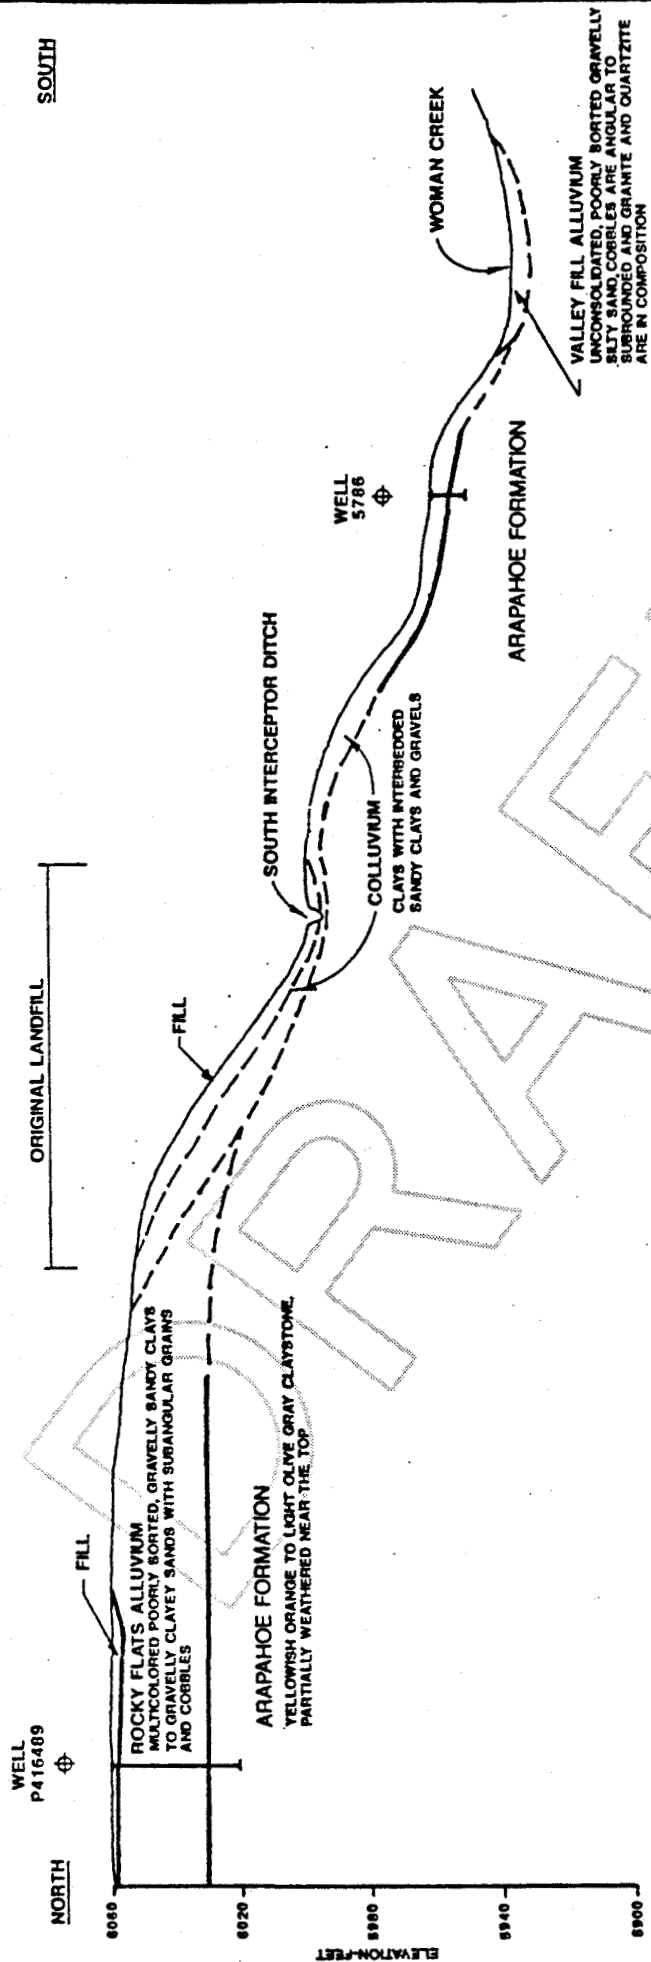 NORTH
SOUTH
WELL
P416489
FILL
ORIGINAL LANDFILL
FILL
SOUTH INTERCEPTOR DITCH
WELL
5786
WOMAN CREEK
ROCKY FLATS ALLUVIUM
MULTICOLORED POORLY SORTED, GRAVELLY SANDY CLAYS
TO GRAVELLY CLAYEY SANDS WITH SUBANGULAR GRAINS
AND COBBLES
ARAPAHOE FORMATION
YELLOWISH ORANGE TO LIGHT OLIVE GRAY CLAYSTONE,
PARTIALLY WEATHERED NEAR THE TOP
COLLUVIUM
CLAYS WITH INTERBEDDED
SANDY CLAYS AND GRAVELS
ARAPAHOE FORMATION
VALLEY FILL ALLUVIUM
UNCONSOLIDATED, POORLY SORTED GRAVELLY
SILTY SAND, COBBLES ARE ANGULAR TO
SUBROUNDED AND GRANITE AND QUARTZITE
ARE IN COMPOSITION
6060
6020
5980
5940
5900
ELEVATION-FEET